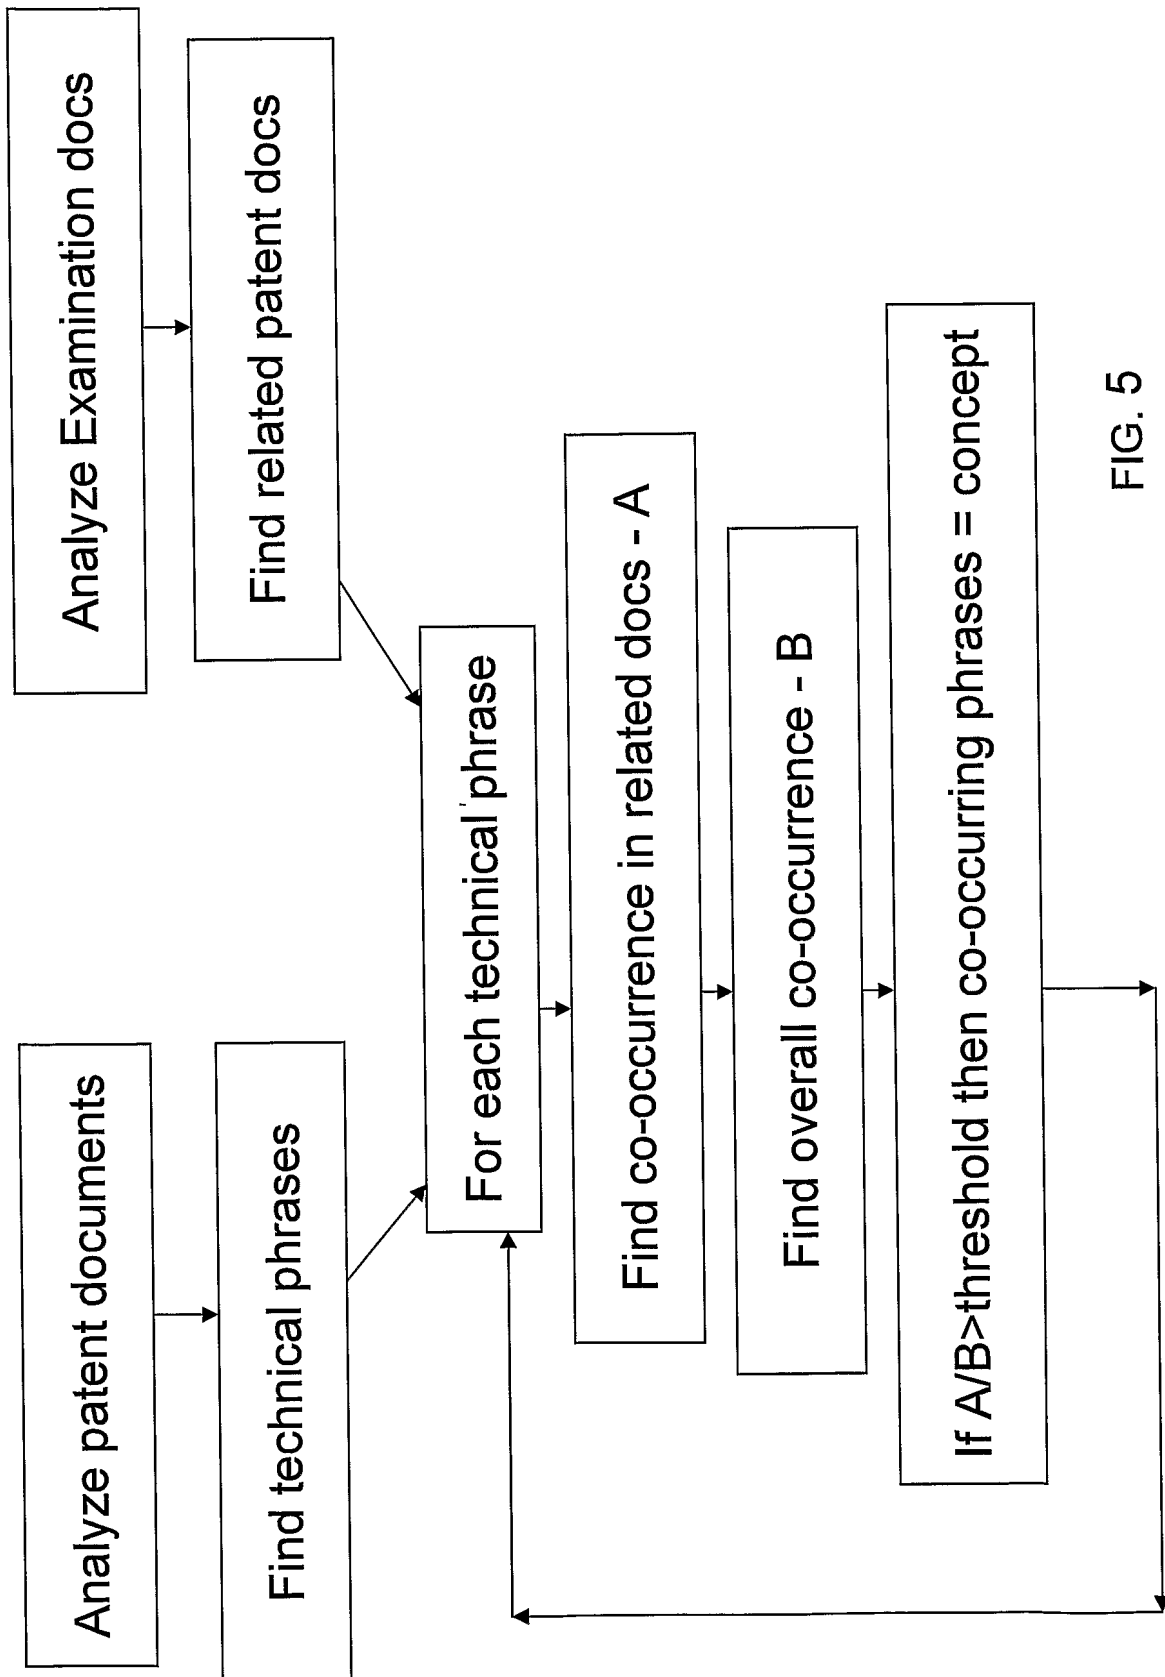 Analyze patent documents
Analyze Examination docs
Find technical phrases
Find related patent docs
For each technical phrase
Find co-occurrence in related docs - A
Find overall co-occurrence - B
If A/B>threshold then co-occurring phrases = concept
FIG. 5